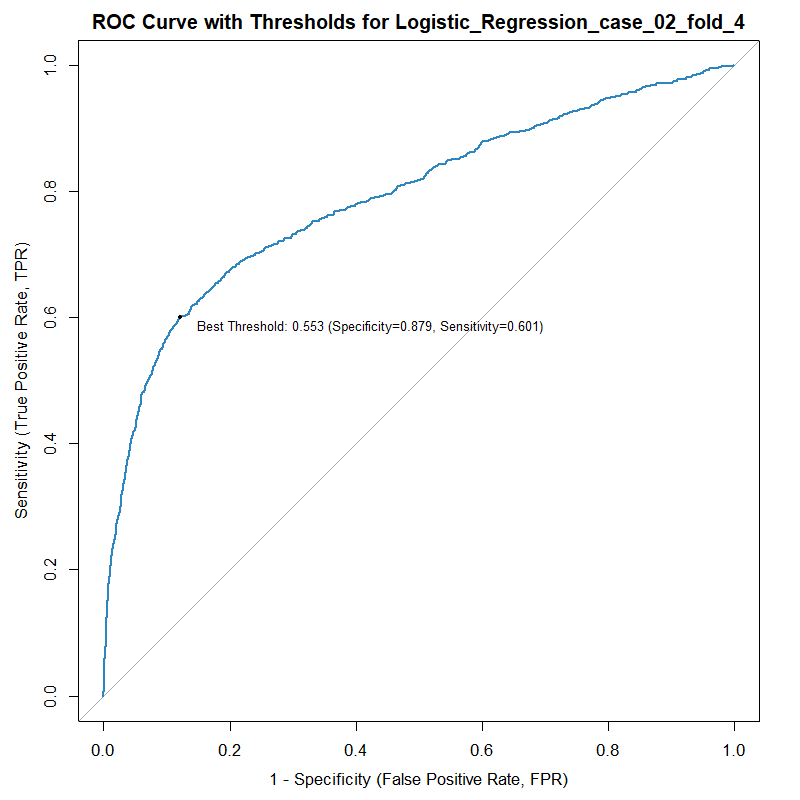 ROC Curve with Thresholds for Logistic_Regression_case_02_fold_4
Sensitivity (True Positive Rate, TPR)
1.0
0.8
0.6
0.4
0.2
0.0
Best Threshold: 0.553 (Specificity=0.879, Sensitivity=0.601)
0.0 0.2 0.4 0.6 0.8 1.0
1 - Specificity (False Positive Rate, FPR)